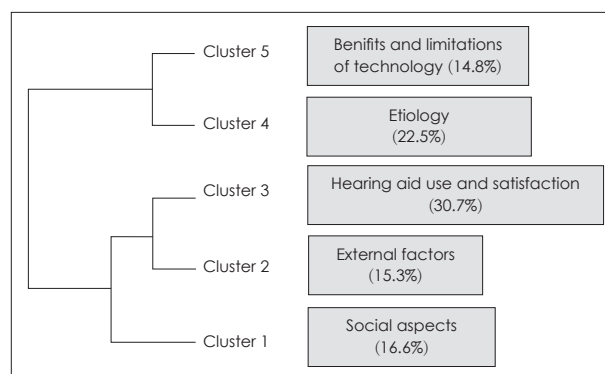 Cluster 5
Benifits and limitations
of technology (14.8%)
Cluster 4
Etiology
(22.5%)
Cluster 3
Hearing aid use and satisfaction
(30.7%)
Cluster 2
External factors
(15.3%)
Cluster 1
Social aspects
(16.6%)